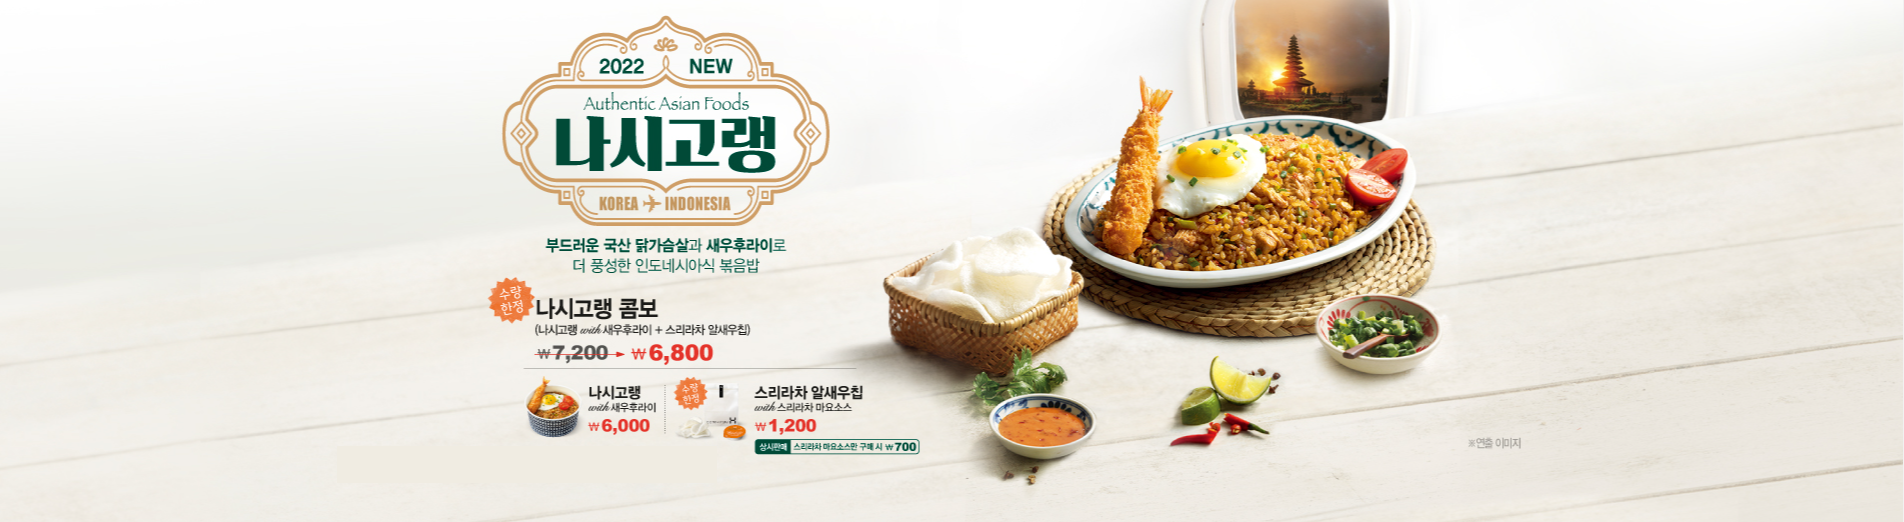 2022 NEW
Authentic Asian Foods
나시고랭
KOREA INDONESIA
부드러운 국산 닭가슴살과 새우후라이로
더 풍성한 인도네시아식 볶음밥
수량
한정
나시고랭 콤보
(나시고랭 with 새우후라이 + 스리라차 알새우칩)
₩7,200 ₩6,800
나시고랭
with 새우후라이
₩6,000
수량
한정
스리라차 알새우칩
with 스리라차 마요소스
₩1,200
상시판매 스리라차 마요소스만 구매 시 ₩700
※연출 이미지